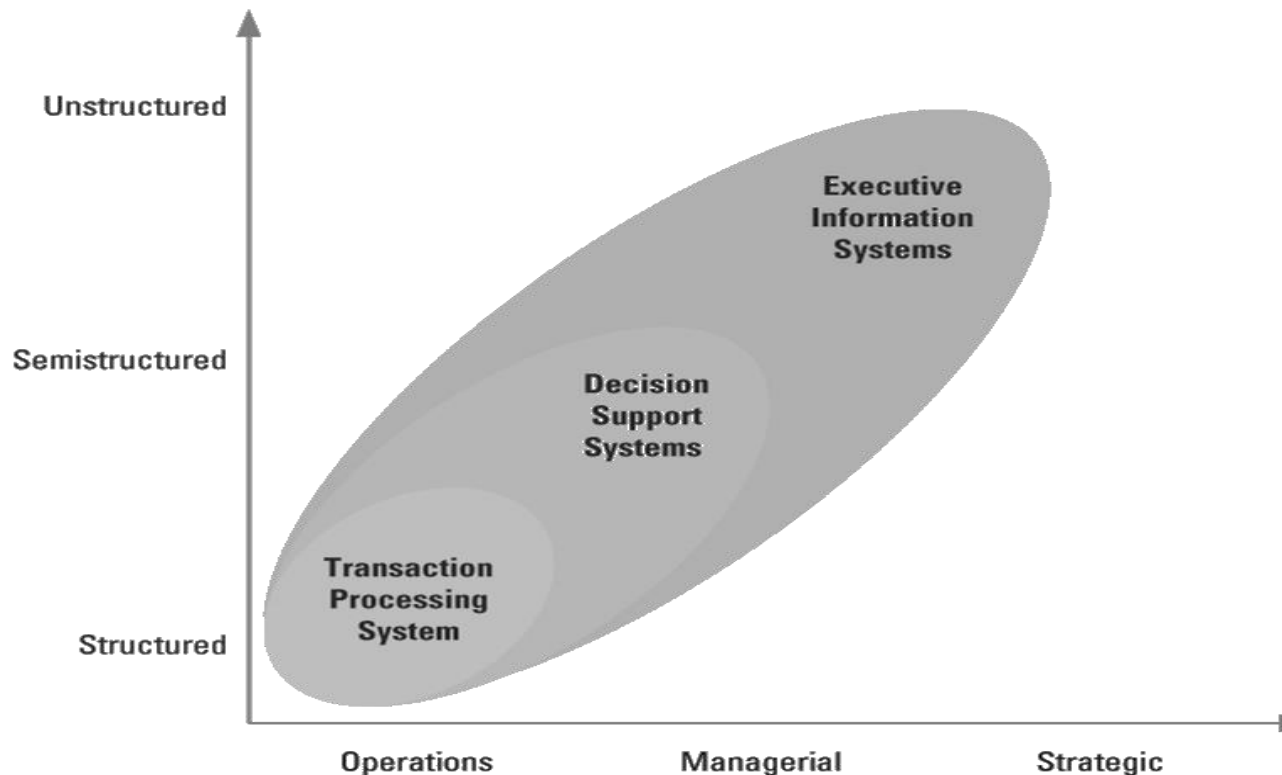 Unstructured
Executive
Information
Systems
Semistructured
Decision
Support
Systems
Transaction
Processing
System
Structured
Operations
Managerial
Strategic